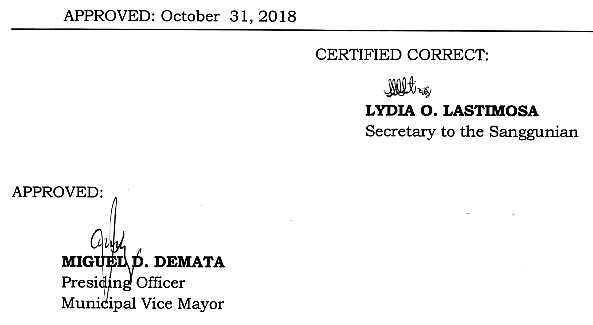 APPROVED: October 31, 2018
CERTIFIED CORRECT:
LYDIA O. LASTIMOSA
Secretary to the Sanggunian
APPROVED:
MIGUEL D. DEMATA
Presiding Officer
Municipal Vice Mayor